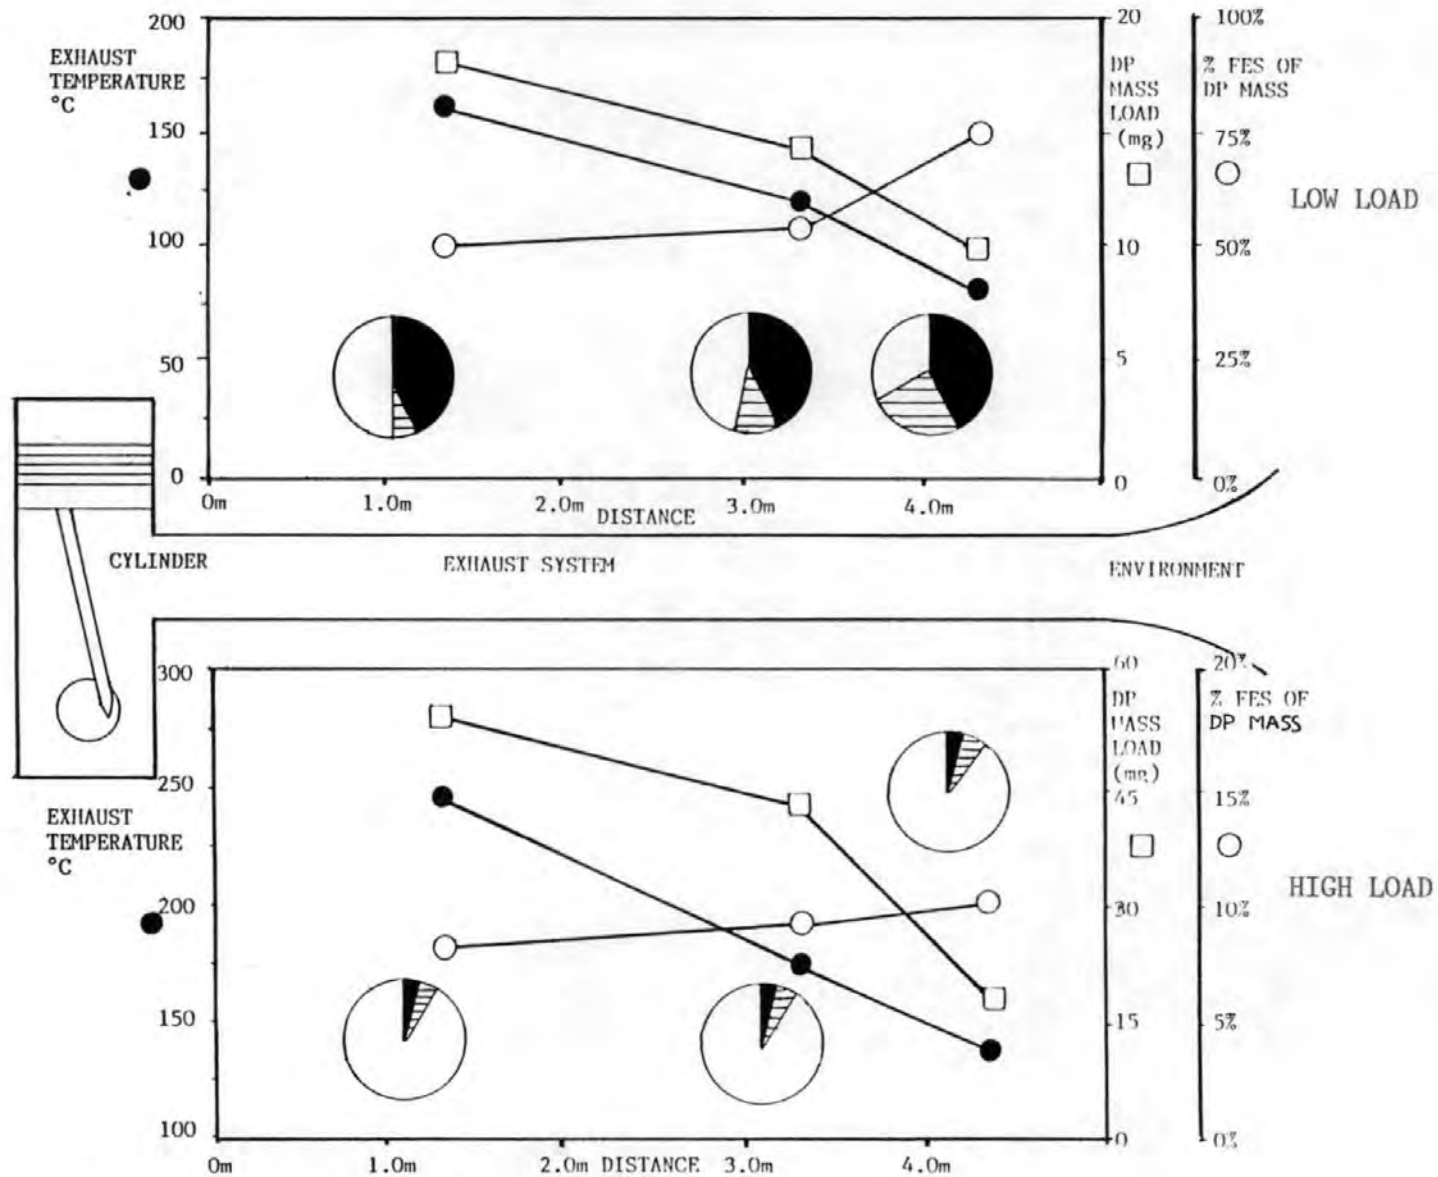 200
EXHAUST
TEMPERATURE
°C
150
100
50
0
20
DP
MASS
LOAD
(mg)
10
5
0
100%
% FES OF
DP MASS
75%
50%
25%
0%
LOW LOAD
0m
1.0m
2.0m
3.0m
4.0m
DISTANCE
CYLINDER
EXHAUST SYSTEM
ENVIRONMENT
300
250
EXHAUST
TEMPERATURE
°C
200
150
100
60
DP
MASS
LOAD
(mg)
45
30
15
0
20%
% FES OF
DP MASS
15%
10%
5%
0%
HIGH LOAD
0m
1.0m
2.0m DISTANCE
3.0m
4.0m